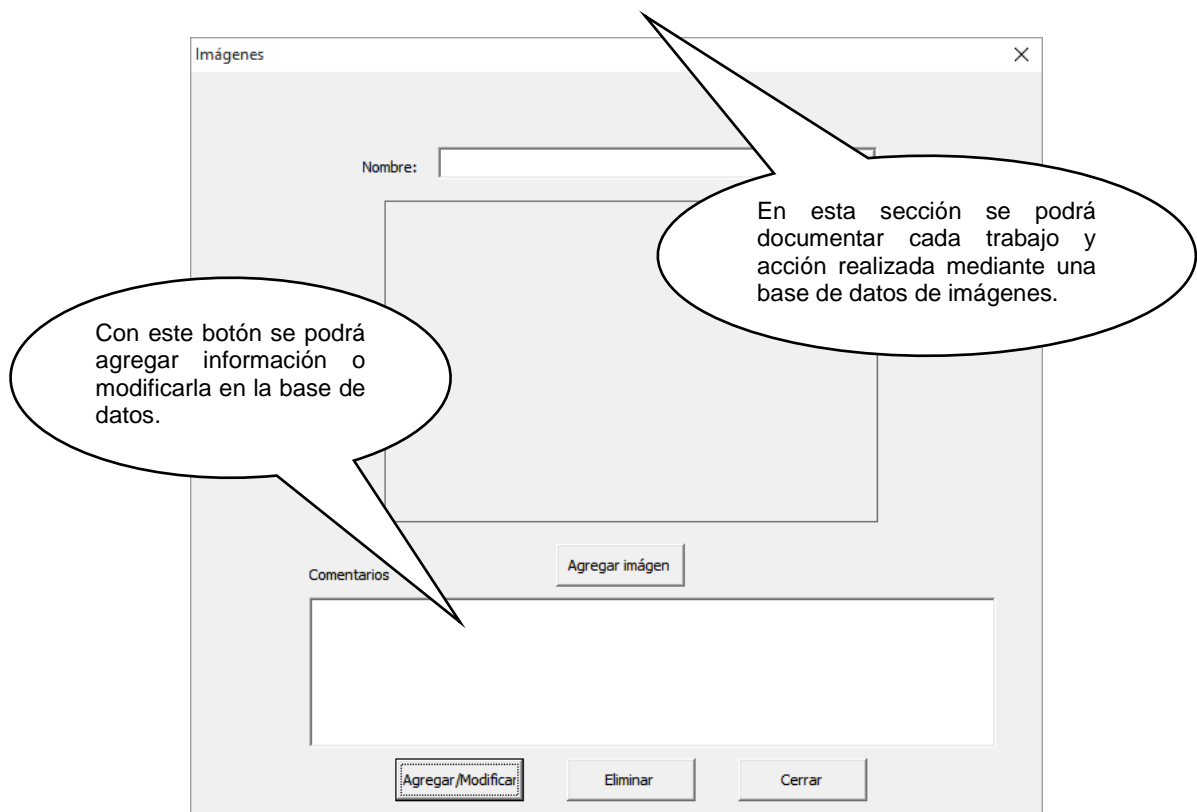 Imágenes
Nombre:
En esta sección se podrá
documentar cada trabajo y
acción realizada mediante una
base de datos de imágenes.
Con este botón se podrá
agregar información o
modificarla en la base de
datos.
Agregar imágen
Comentarios
Agregar/Modificar
Eliminar
Cerrar